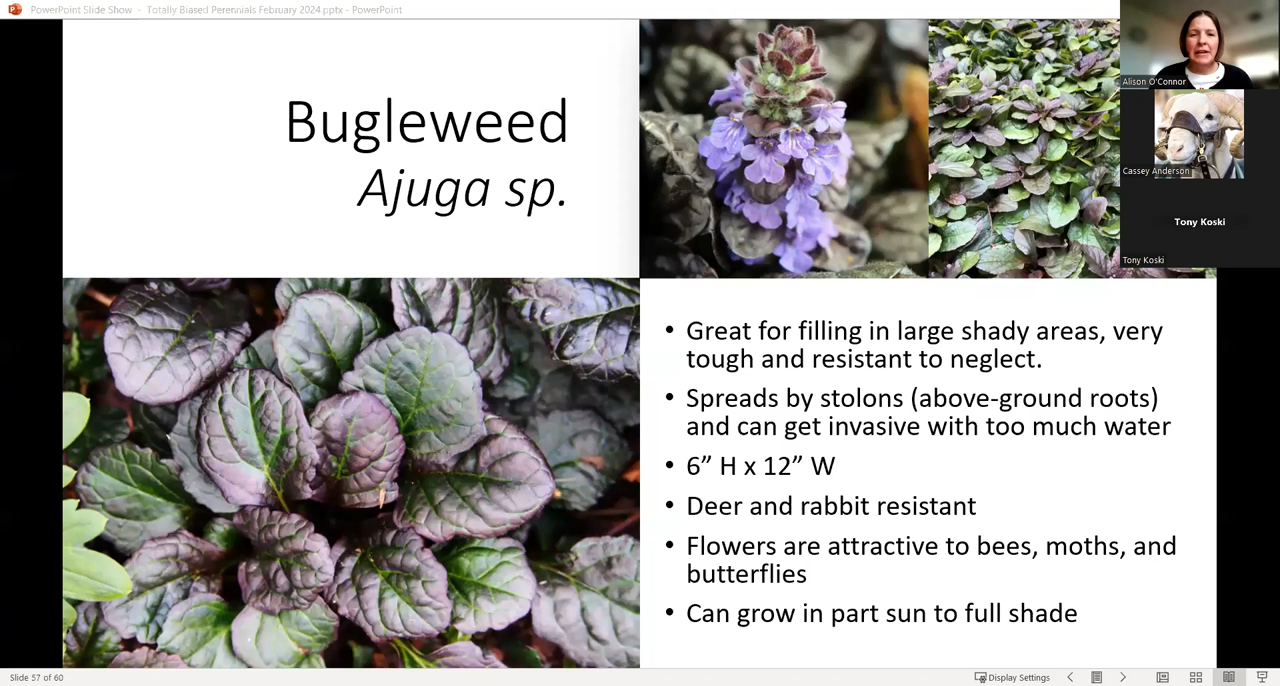 PowerPoint Slide Show - Totally Biased Perennials February 2024.pptx - PowerPoint
Bugleweed
Ajuga sp.
• Great for filling in large shady areas, very
tough and resistant to neglect.
• Spreads by stolons (above-ground roots)
and can get invasive with too much water
• 6” H x 12” W
• Deer and rabbit resistant
• Flowers are attractive to bees, moths, and
butterflies
• Can grow in part sun to full shade
Alison O'Connor
Cassey Anderson
Tony Koski
Tony Koski
Slide 57 of 60
Display Settings